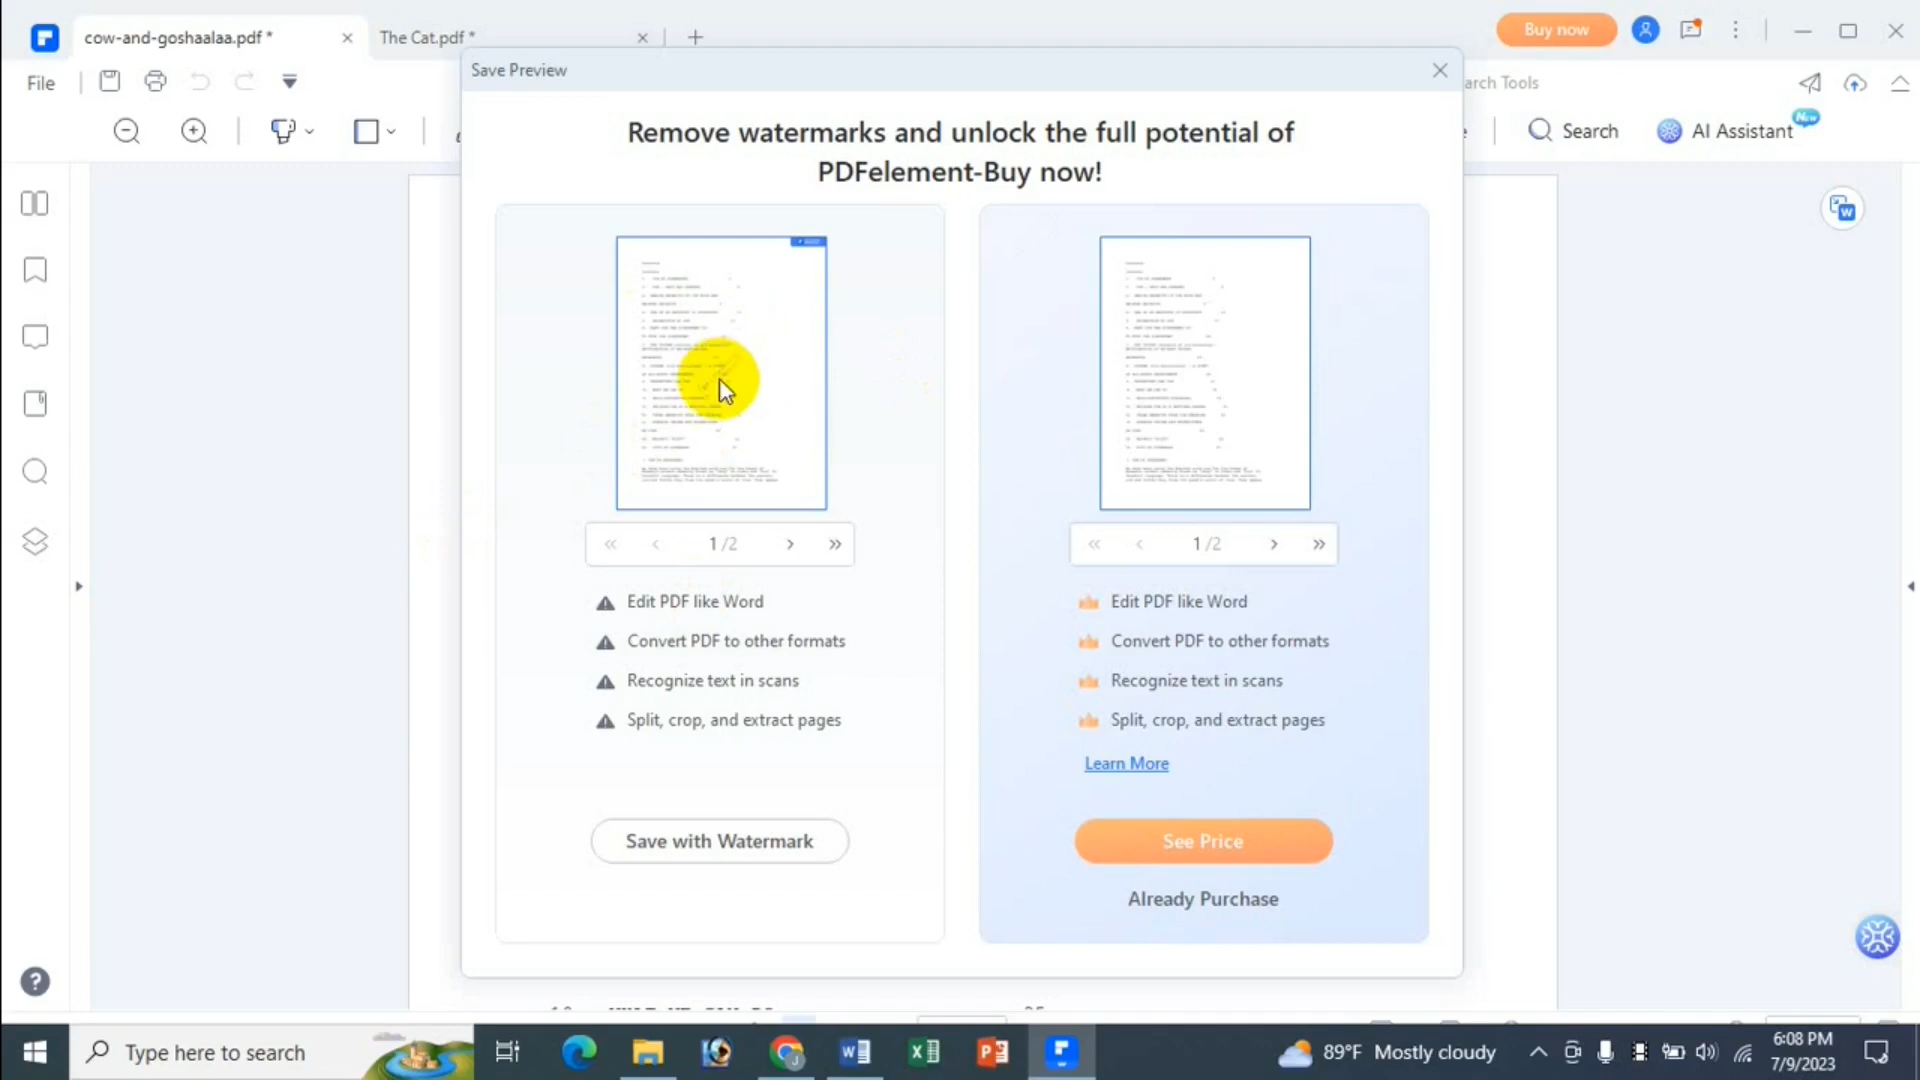 cow-and-goshaalaa.pdf *
The Cat.pdf *
Buy now
File
Save Preview
arch Tools
Search
AI Assistant
New
Remove watermarks and unlock the full potential of
PDFelement-Buy now!
1 /2
1 /2
Edit PDF like Word
Convert PDF to other formats
Recognize text in scans
Split, crop, and extract pages
Edit PDF like Word
Convert PDF to other formats
Recognize text in scans
Split, crop, and extract pages
Learn More
Save with Watermark
See Price
Already Purchase
Type here to search
89°F Mostly cloudy
6:08 PM
7/9/2023